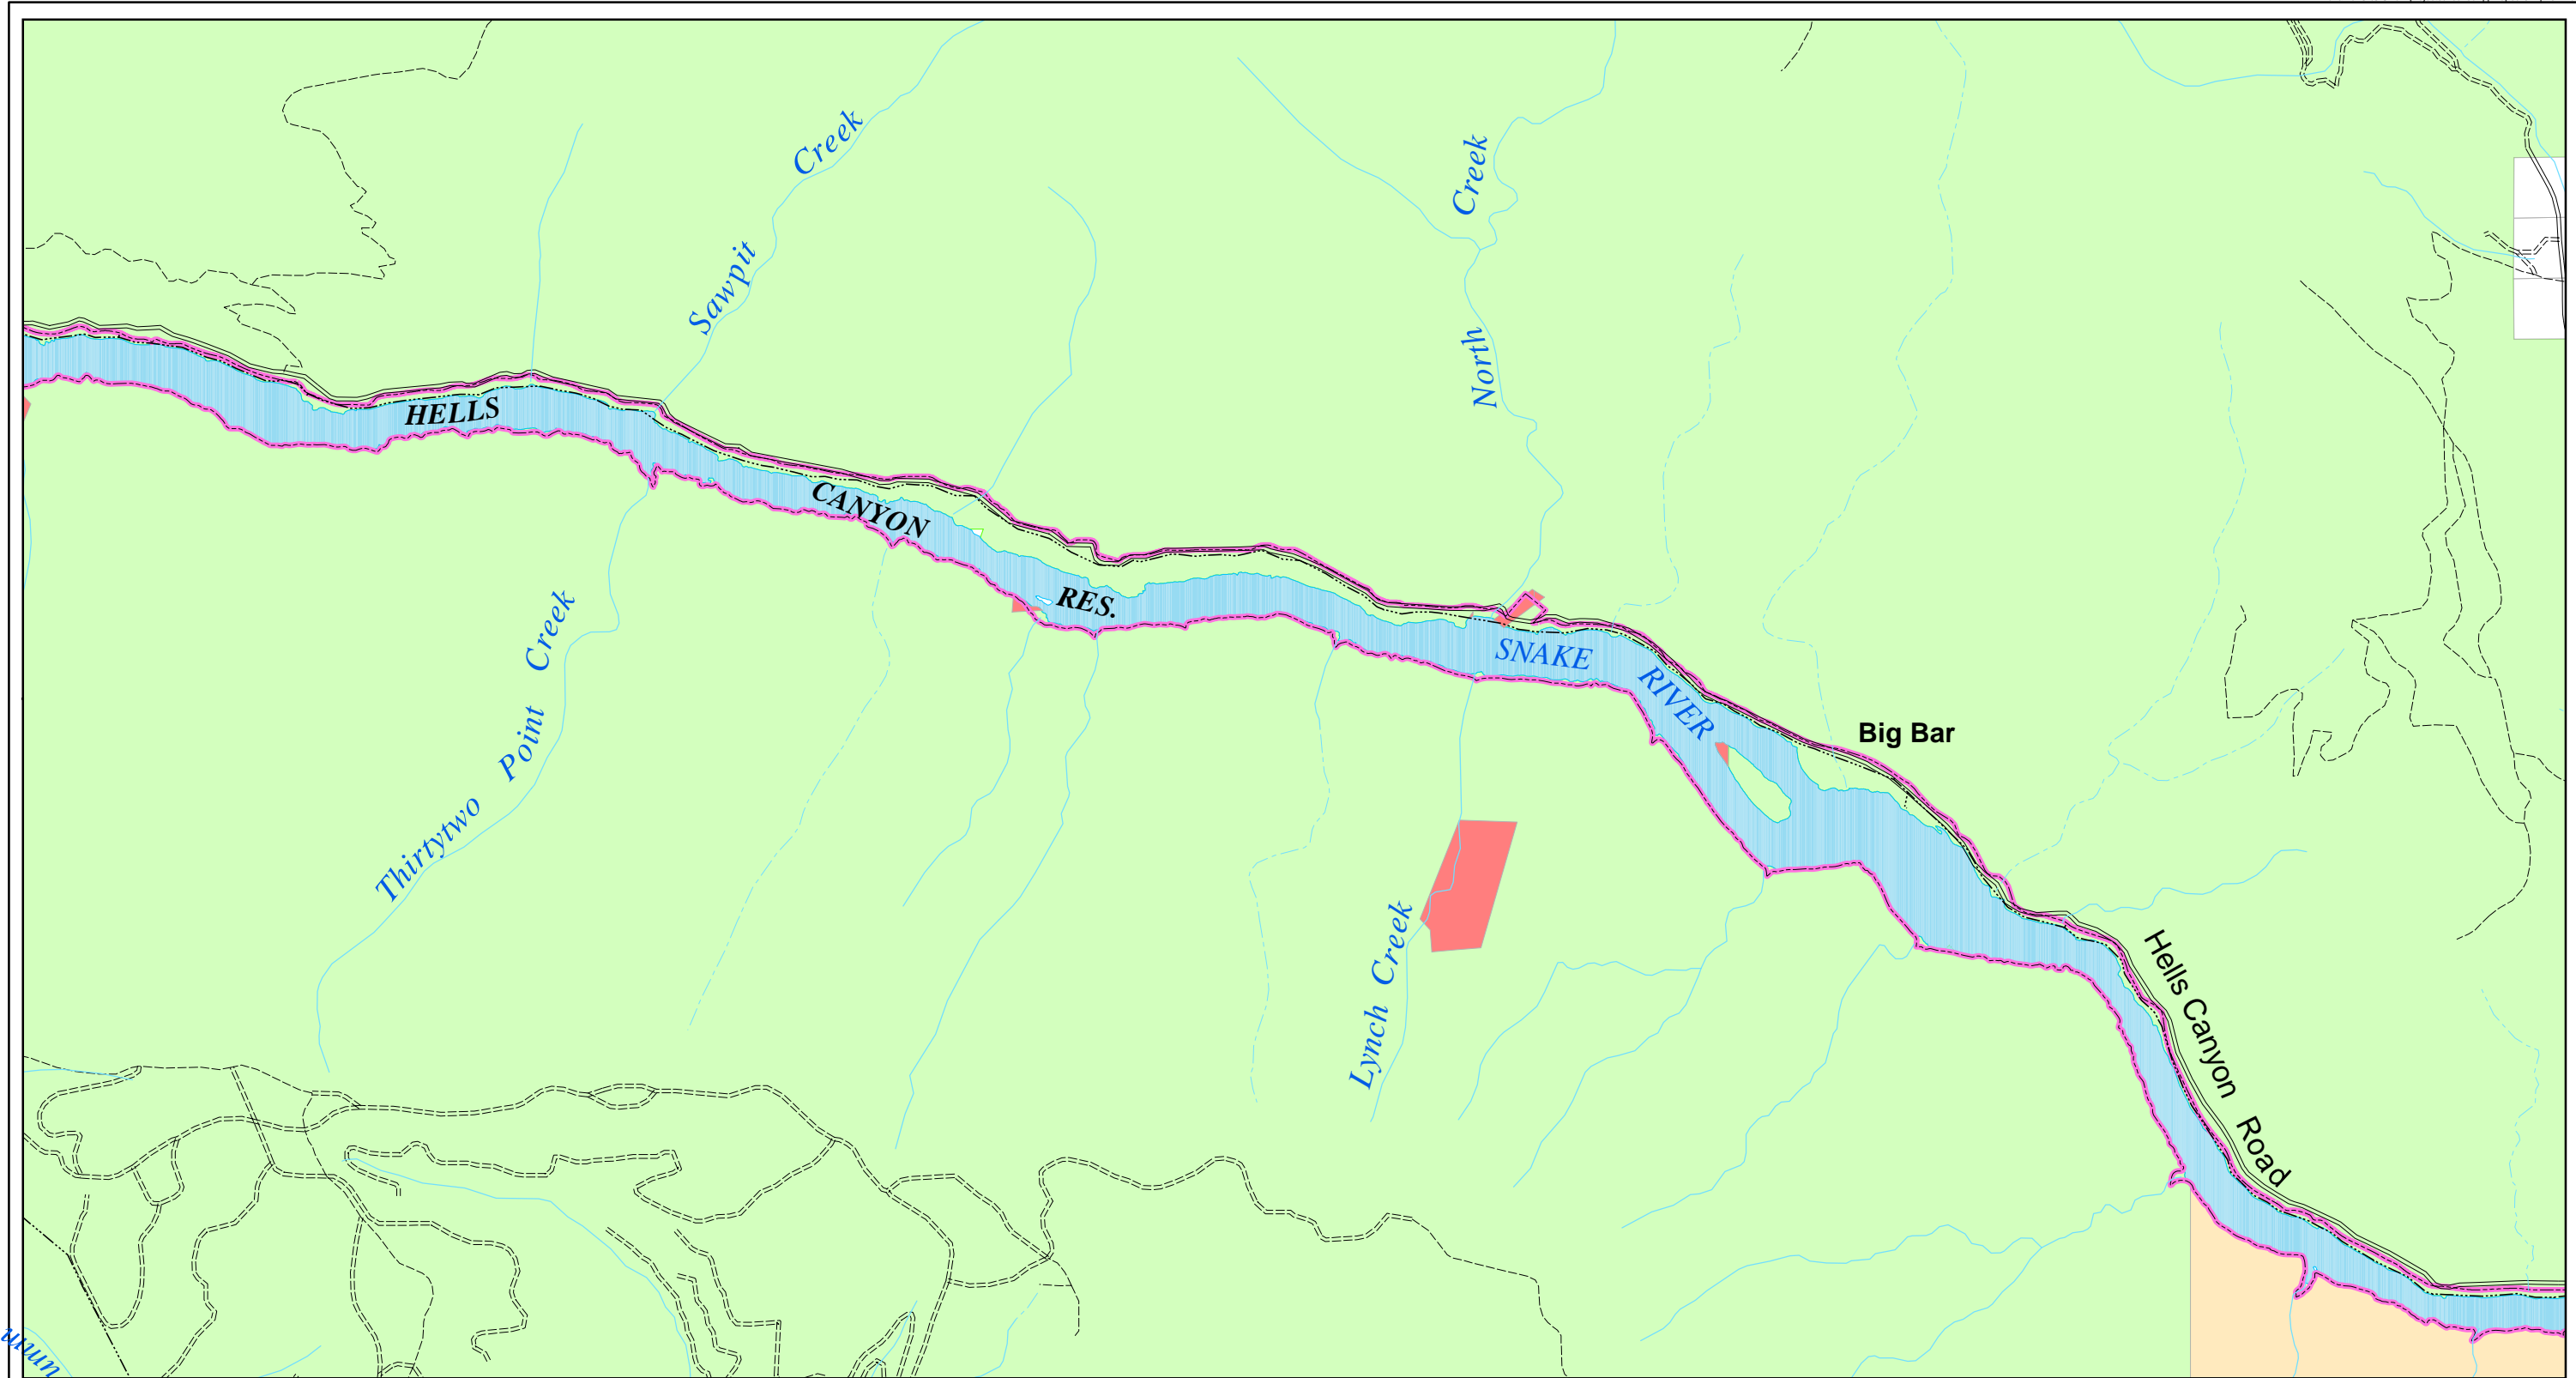 Sawpit Creek
North Creek
HELLS CANYON RES.
SNAKE RIVER
Big Bar
Thirtytwo Point Creek
Lynch Creek
Hells Canyon Road